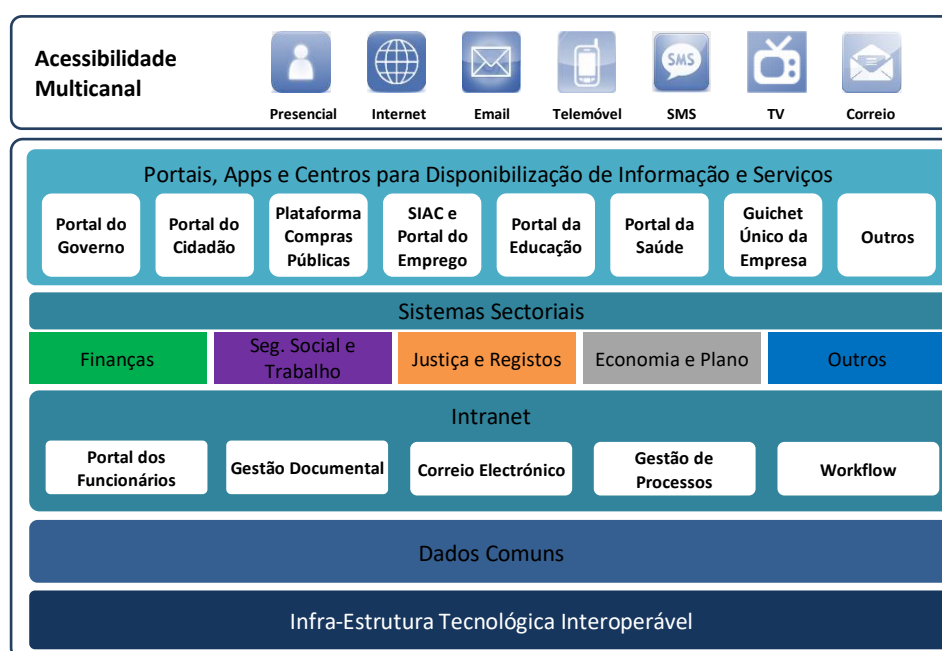 Acessibilidade
Multicanal
SMS
Presencial
Internet
Email
Telemóvel
SMS
TV
Correio
Portais, Apps e Centros para Disponibilização de Informação e Serviços
Portal do
Governo
Portal do
Cidadão
Plataforma
Compras
Públicas
SIAC e
Portal do
Emprego
Portal da
Educação
Portal da
Saúde
Guichet
Único da
Empresa
Outros
Sistemas Sectoriais
Finanças
Seg. Social e
Trabalho
Justiça e Registos
Economia e Plano
Outros
Intranet
Portal dos
Funcionários
Gestão Documental
Correio Electrónico
Gestão de
Processos
Workflow
Dados Comuns
Infra-Estrutura Tecnológica Interoperável